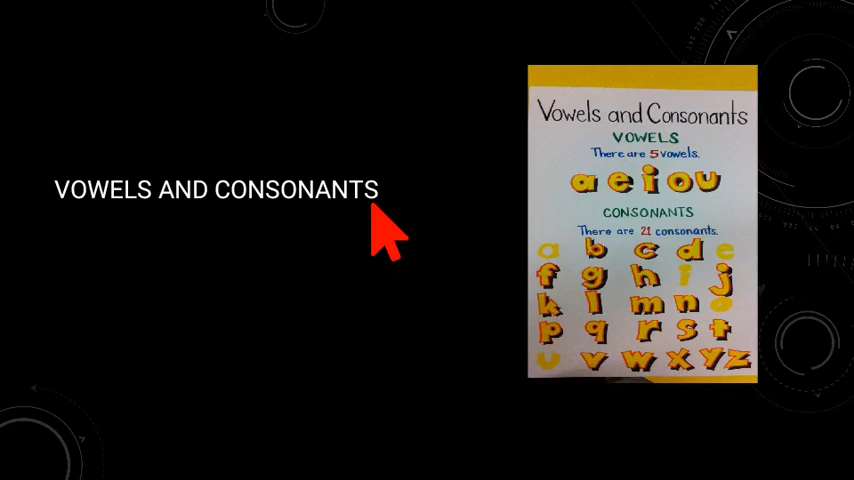 VOWELS AND CONSONANTS
Vowels and Consonants
VOWELS
There are 5 vowels.
a e i o u
CONSONANTS
There are 21 consonants.
a b c d e
f g h i j
k l m n o
p q r s t
u v w x y z